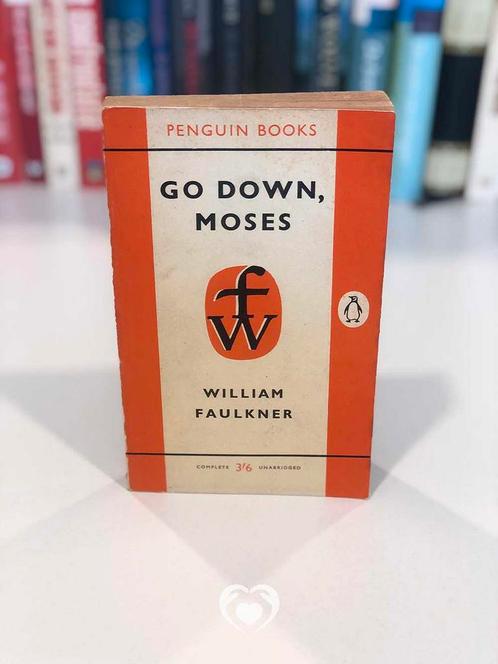 PENGUIN BOOKS
GO DOWN,
MOSES
fw
WILLIAM
FAULKNER
COMPLETE 3'6 UNABRIDGED